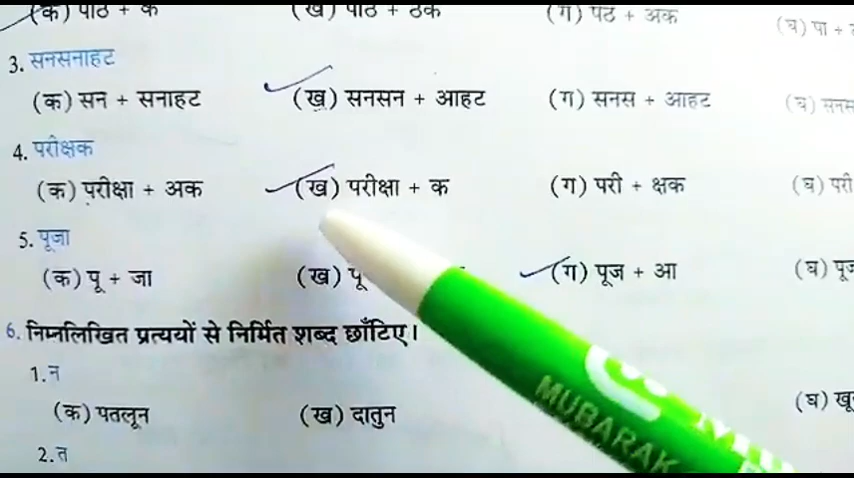 (क) पाठ + क (ख) पाठ + ठक (ग) पठ + अक (घ) पा +
3. सनसनाहट
(क) सन + सनाहट (ख) सनसन + आहट (ग) सनस + आहट (घ) सनस
4. परीक्षक
(क) परीक्षा + अक (ख) परीक्षा + क (ग) परी + क्षक (घ) परी
5. पूजा
(क) पू + जा (ख) पू (ग) पूज + आ (घ) पूज
6. निम्नलिखित प्रत्ययों से निर्मित शब्द छाँटिए।
1. न
(क) पतलून (ख) दातुन (घ) खू
2. त
MUBARAK